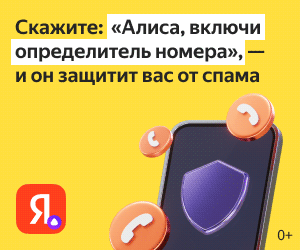 Скажите: «Алиса, включи
определитель номера», —
и он защитит вас от спама
Я
0+